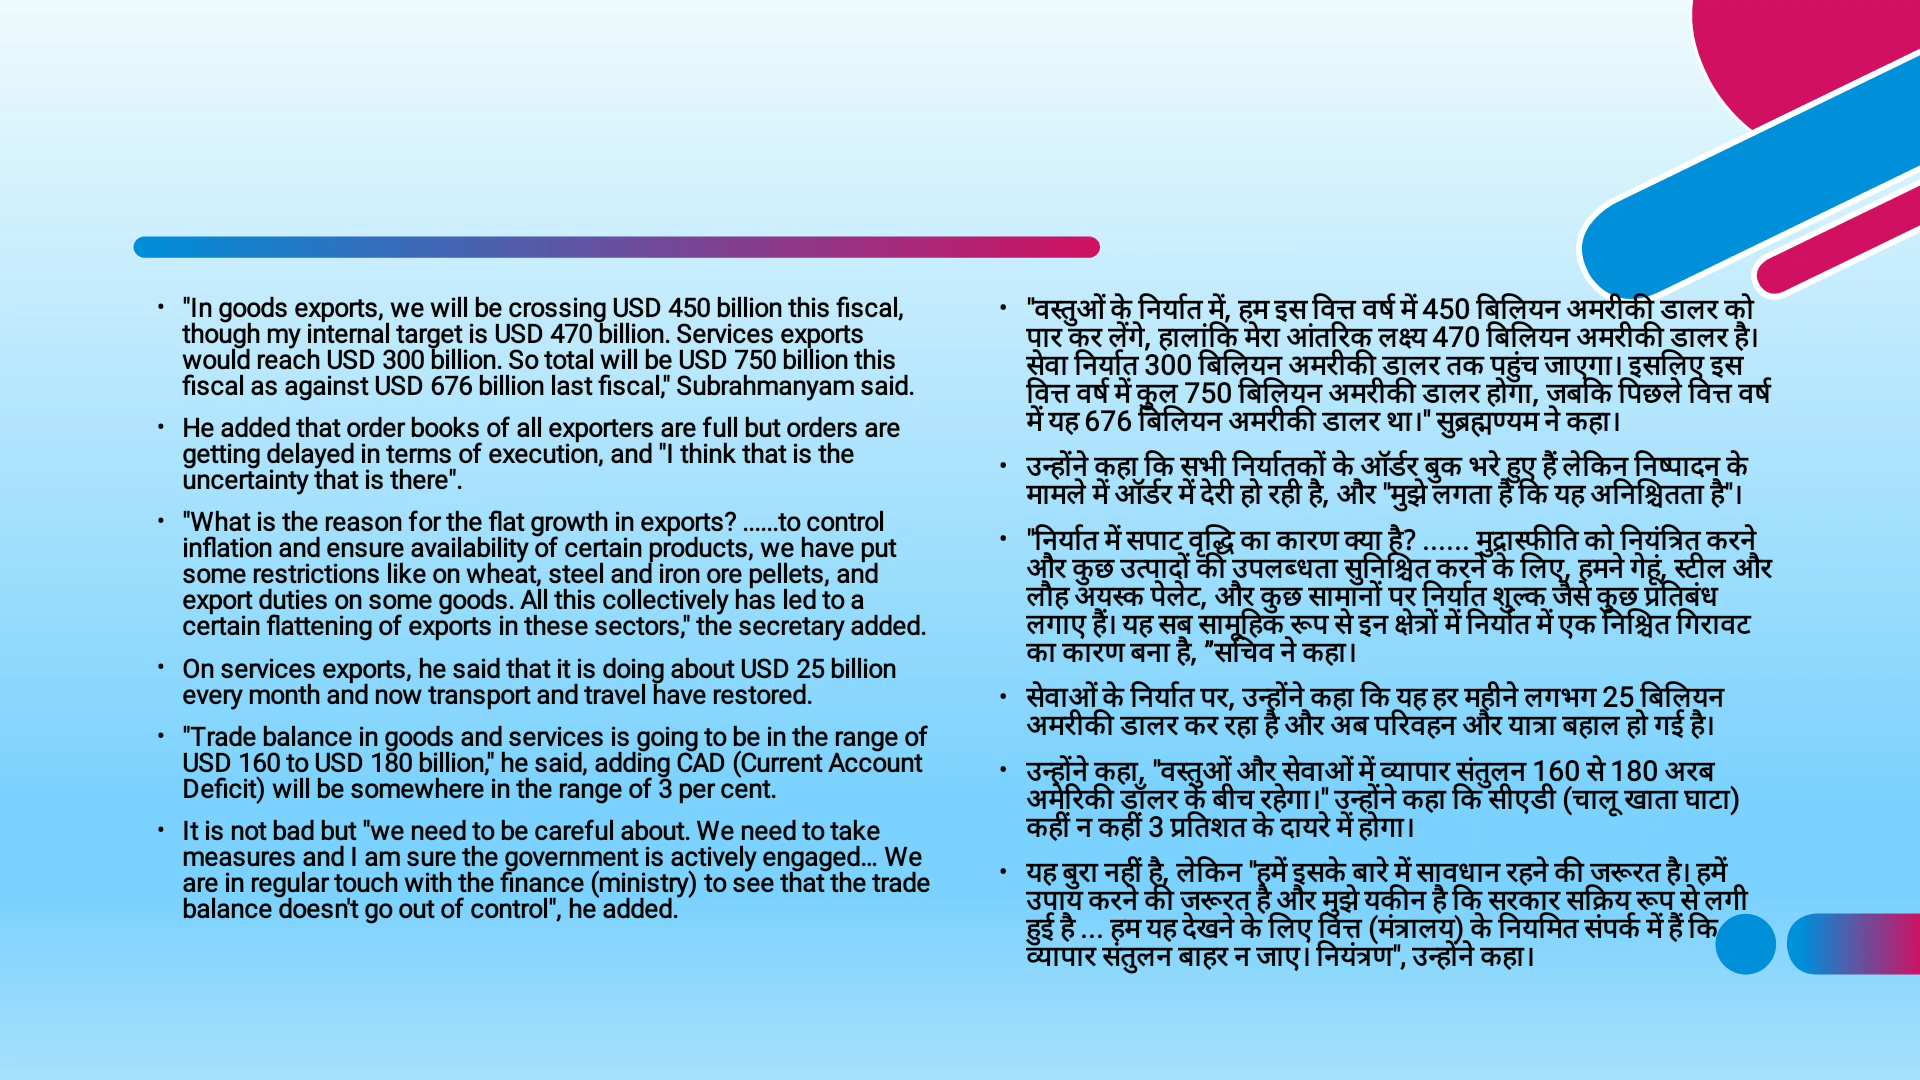 • "In goods exports, we will be crossing USD 450 billion this fiscal,
though my internal target is USD 470 billion. Services exports
would reach USD 300 billion. So total will be USD 750 billion this
fiscal as against USD 676 billion last fiscal," Subrahmanyam said.
• He added that order books of all exporters are full but orders are
getting delayed in terms of execution, and "I think that is the
uncertainty that is there".
• "What is the reason for the flat growth in exports? ......to control
inflation and ensure availability of certain products, we have put
some restrictions like on wheat, steel and iron ore pellets, and
export duties on some goods. All this collectively has led to a
certain flattening of exports in these sectors," the secretary added.
• On services exports, he said that it is doing about USD 25 billion
every month and now transport and travel have restored.
• "Trade balance in goods and services is going to be in the range of
USD 160 to USD 180 billion," he said, adding CAD (Current Account
Deficit) will be somewhere in the range of 3 per cent.
• It is not bad but "we need to be careful about. We need to take
measures and I am sure the government is actively engaged... We
are in regular touch with the finance (ministry) to see that the trade
balance doesn't go out of control", he added.
• "वस्तुओं के निर्यात में, हम इस वित्त वर्ष में 450 बिलियन अमरीकी डालर को
पार कर लेंगे, हालांकि मेरा आंतरिक लक्ष्य 470 बिलियन अमरीकी डालर है।
सेवा निर्यात 300 बिलियन अमरीकी डालर तक पहुंच जाएगा। इसलिए इस
वित्त वर्ष में कुल 750 बिलियन अमरीकी डालर होगा, जबकि पिछले वित्त वर्ष
में यह 676 बिलियन अमरीकी डालर था।" सुब्रह्मण्यम ने कहा।
• उन्होंने कहा कि सभी निर्यातकों के ऑर्डर बुक भरे हुए हैं लेकिन निष्पादन के
मामले में ऑर्डर में देरी हो रही है, और "मुझे लगता है कि यह अनिश्चितता है"।
• "निर्यात में सपाट वृद्धि का कारण क्या है? ...... मुद्रास्फीति को नियंत्रित करने
और कुछ उत्पादों की उपलब्धता सुनिश्चित करने के लिए, हमने गेहूं, स्टील और
लौह अयस्क पेलेट, और कुछ सामानों पर निर्यात शुल्क जैसे कुछ प्रतिबंध
लगाए हैं। यह सब सामूहिक रूप से इन क्षेत्रों में निर्यात में एक निश्चित गिरावट
का कारण बना है, ”सचिव ने कहा।
• सेवाओं के निर्यात पर, उन्होंने कहा कि यह हर महीने लगभग 25 बिलियन
अमरीकी डालर कर रहा है और अब परिवहन और यात्रा बहाल हो गई है।
• उन्होंने कहा, "वस्तुओं और सेवाओं में व्यापार संतुलन 160 से 180 अरब
अमेरिकी डॉलर के बीच रहेगा।" उन्होंने कहा कि सीएडी (चालू खाता घाटा)
कहीं न कहीं 3 प्रतिशत के दायरे में होगा।
• यह बुरा नहीं है, लेकिन "हमें इसके बारे में सावधान रहने की जरूरत है। हमें
उपाय करने की जरूरत है और मुझे यकीन है कि सरकार सक्रिय रूप से लगी
हुई है ... हम यह देखने के लिए वित्त (मंत्रालय) के नियमित संपर्क में हैं कि
व्यापार संतुलन बाहर न जाए। नियंत्रण", उन्होंने कहा।